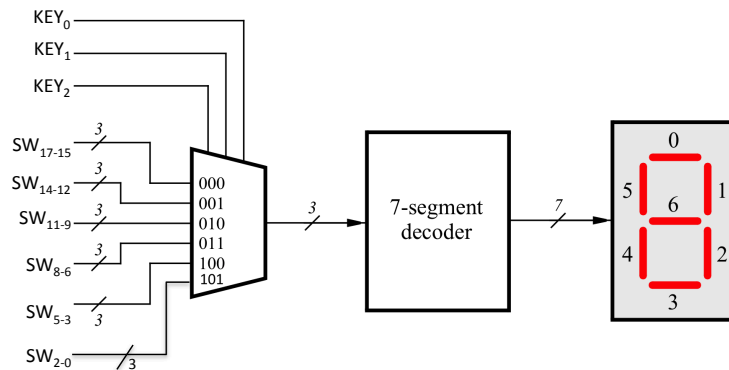 KEY₀
KEY₁
KEY₂
SW₁₇₋₁₅ 3
SW₁₄₋₁₂ 3
SW₁₁₋₉ 3
SW₈₋₆ 3
SW₅₋₃ 3
SW₂₋₀ 3
000
001
010
011
100
101
3
7-segment
decoder
7
0
5 1
6
4 2
3